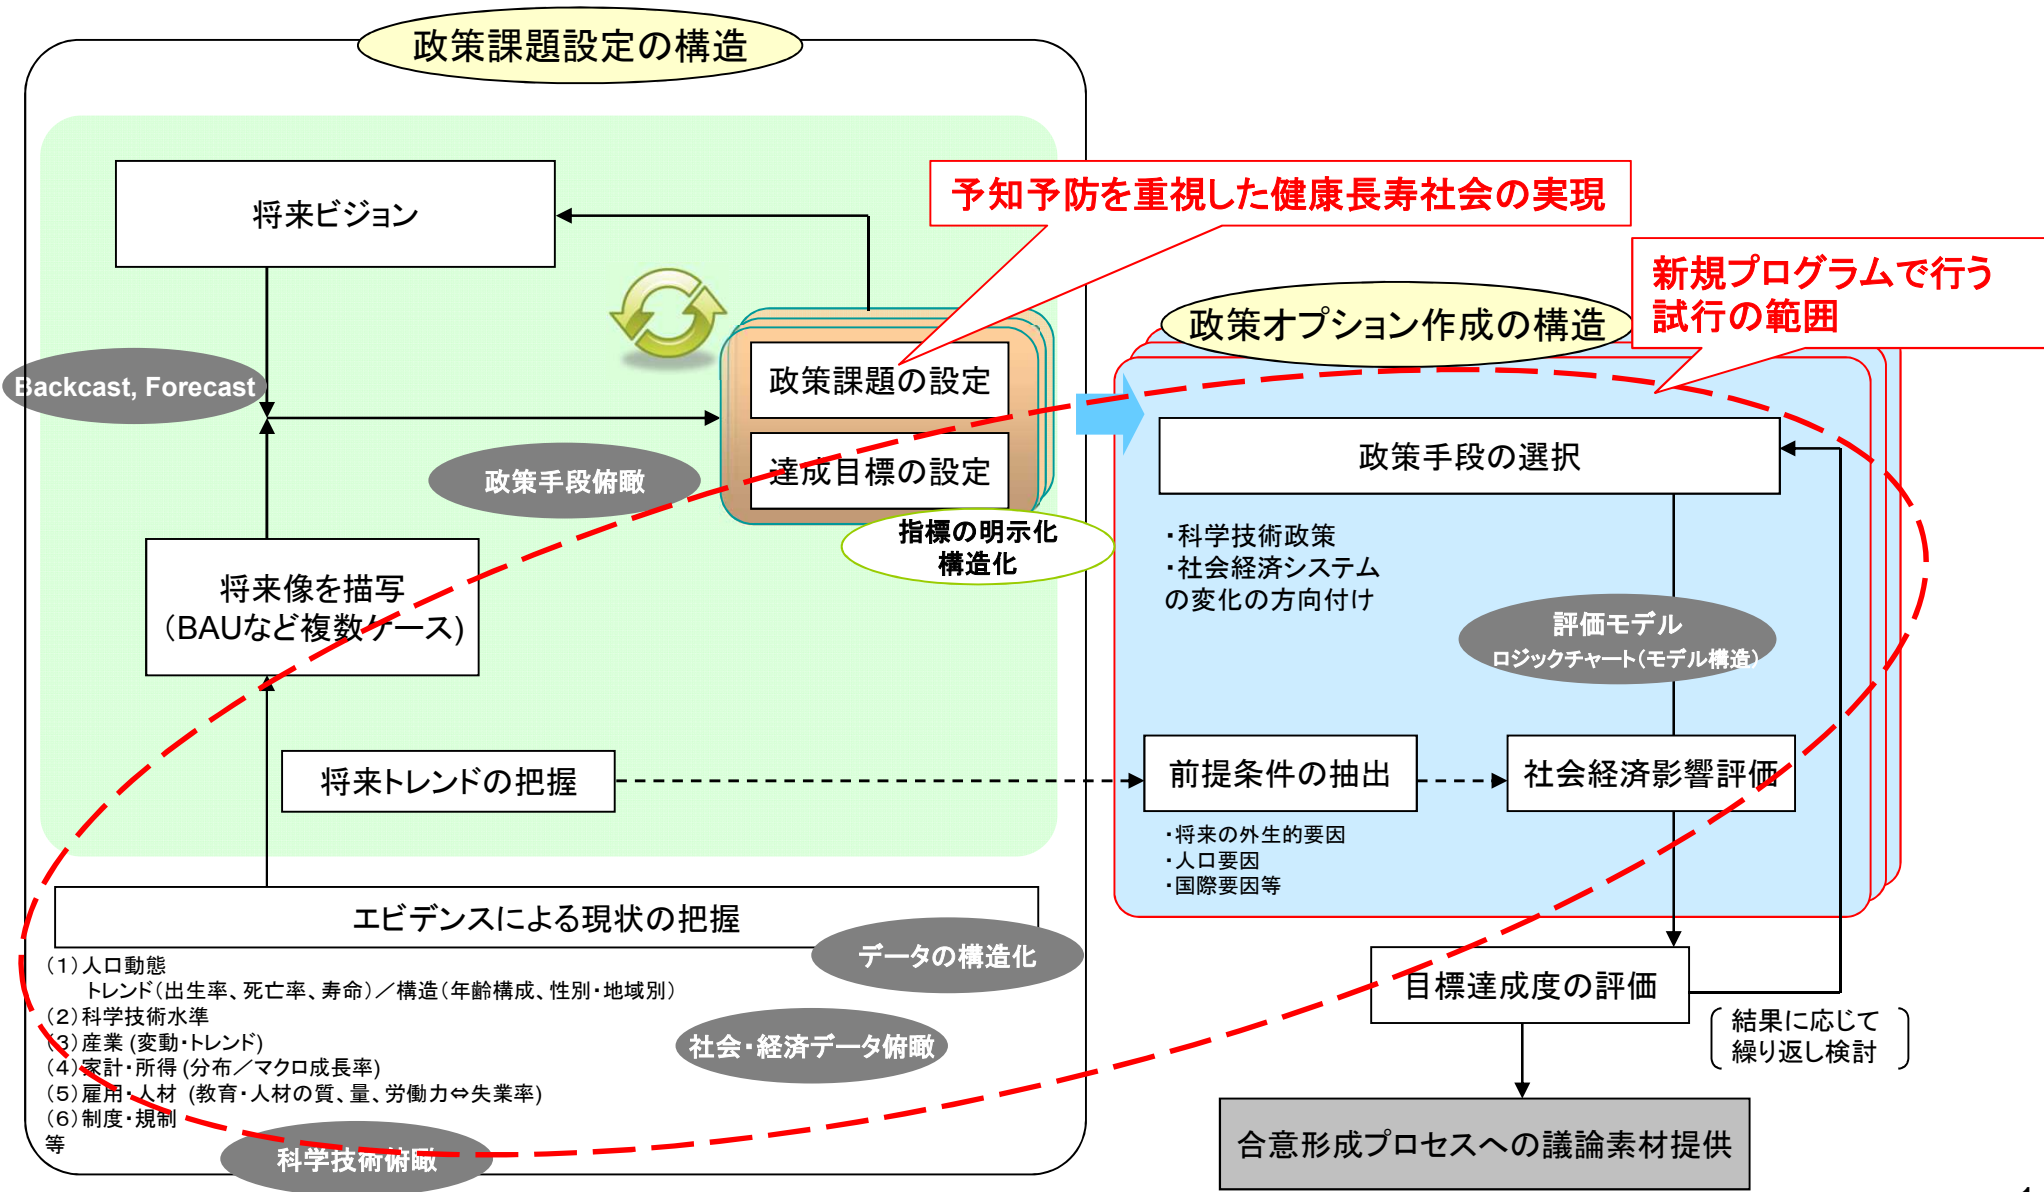 政策課題設定の構造
将来ビジョン
予知予防を重視した健康長寿社会の実現
新規プログラムで行う
試行の範囲
政策オプション作成の構造
Backcast, Forecast
政策課題の設定
達成目標の設定
政策手段俯瞰
指標の明示化
構造化
政策手段の選択
・科学技術政策
・社会経済システム
の変化の方向付け
将来像を描写
（BAUなど複数ケース)
評価モデル
ロジックチャート（モデル構造）
将来トレンドの把握
前提条件の抽出
社会経済影響評価
・将来の外生的要因
・人口要因
・国際要因等
エビデンスによる現状の把握
データの構造化
（１）人口動態
トレンド（出生率、死亡率、寿命）／構造（年齢構成、性別・地域別）
（２）科学技術水準
（３）産業 (変動・トレンド)
（４）家計・所得 (分布／マクロ成長率)
（５）雇用・人材 (教育・人材の質、量、労働力⇔失業率)
（６）制度・規制
等
社会・経済データ俯瞰
科学技術俯瞰
目標達成度の評価
結果に応じて
繰り返し検討
合意形成プロセスへの議論素材提供